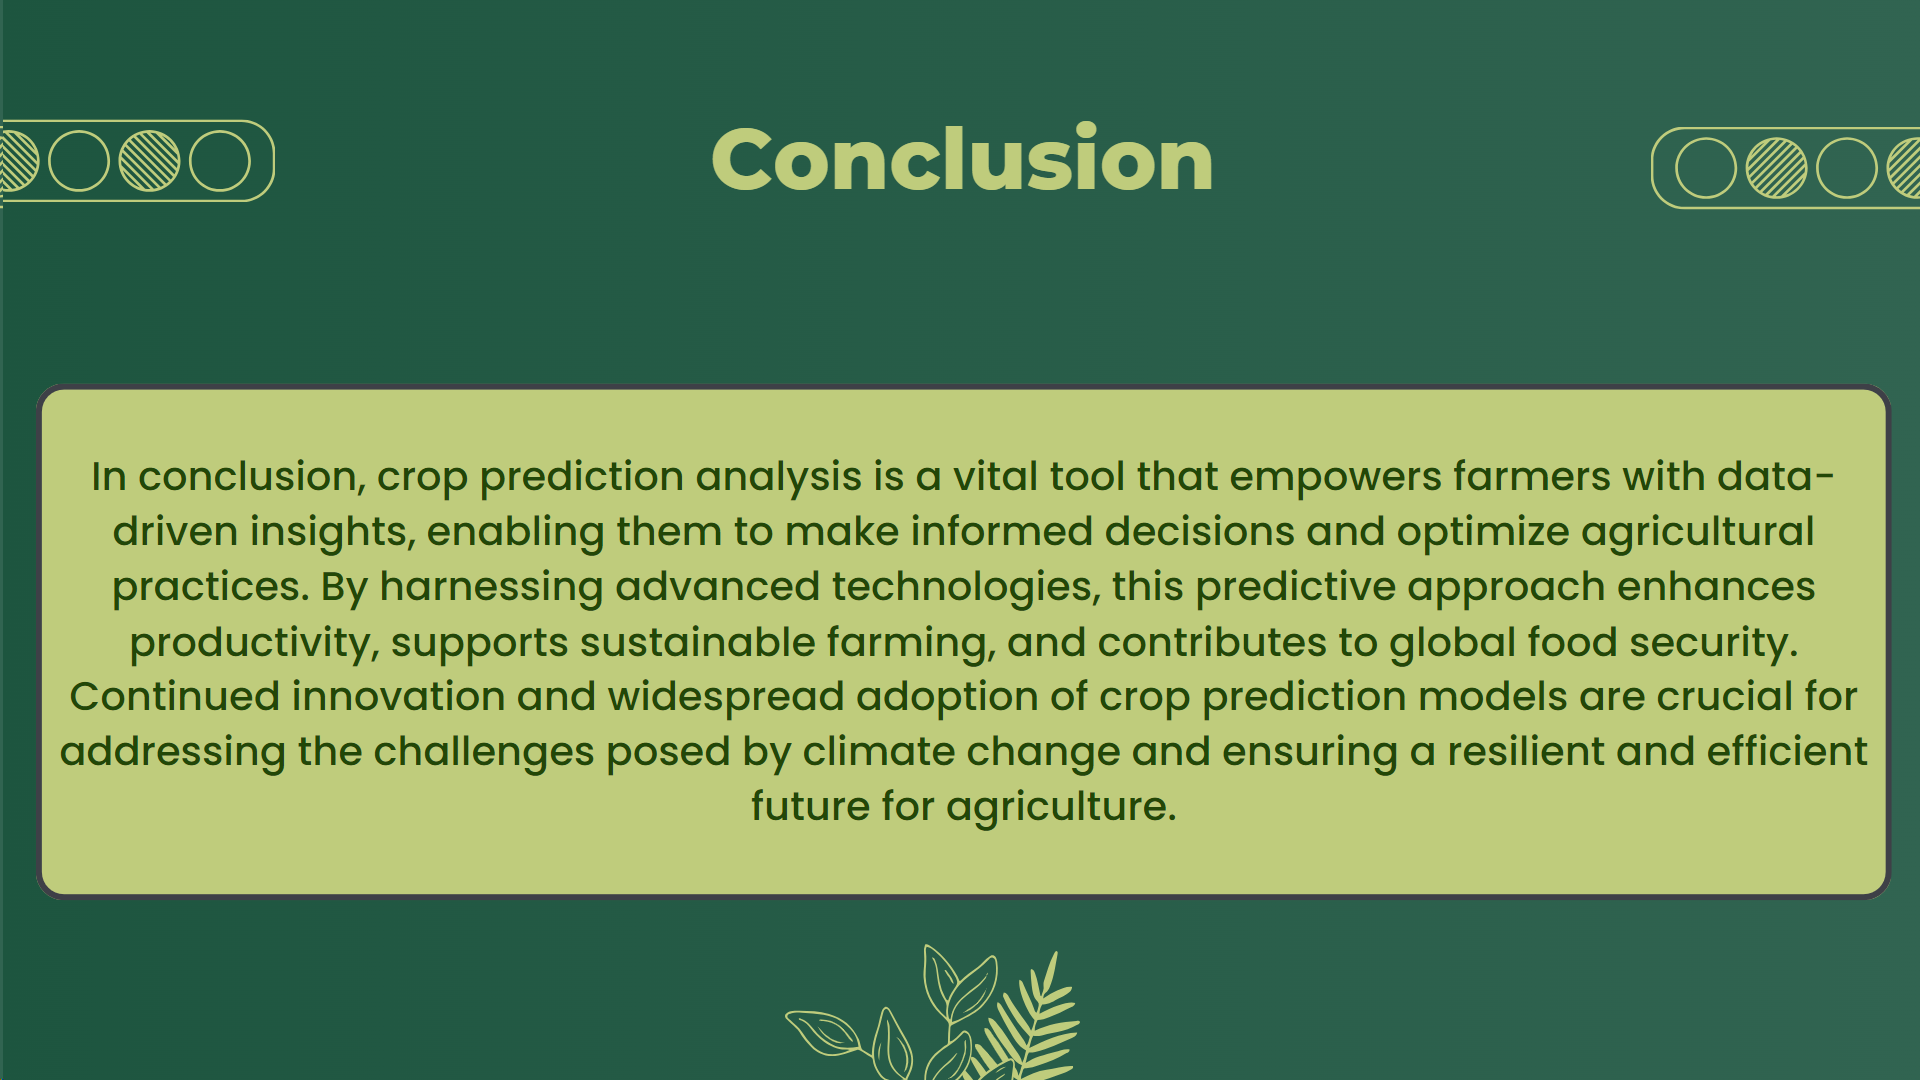 Conclusion
In conclusion, crop prediction analysis is a vital tool that empowers farmers with data-
driven insights, enabling them to make informed decisions and optimize agricultural
practices. By harnessing advanced technologies, this predictive approach enhances
productivity, supports sustainable farming, and contributes to global food security.
Continued innovation and widespread adoption of crop prediction models are crucial for
addressing the challenges posed by climate change and ensuring a resilient and efficient
future for agriculture.